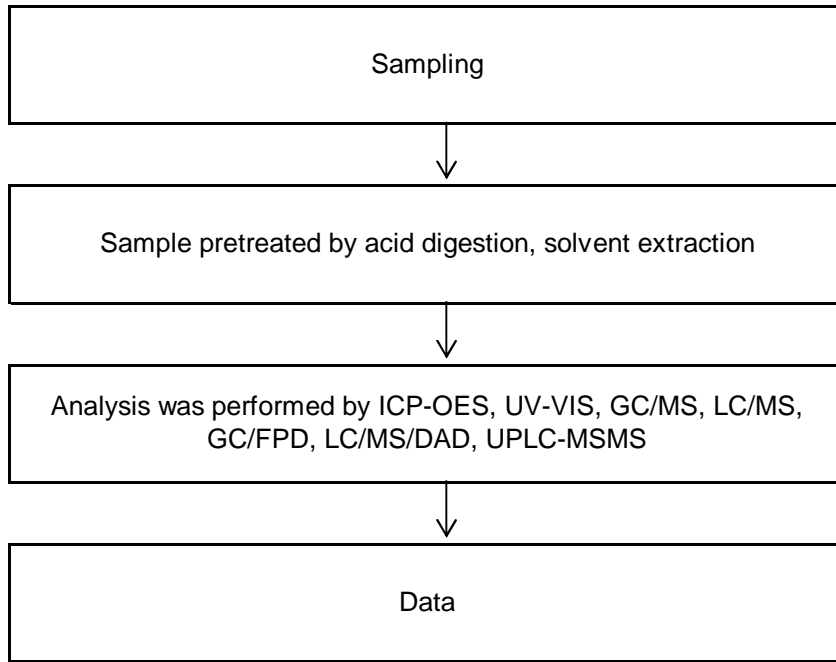 Sampling
Sample pretreated by acid digestion, solvent extraction
Analysis was performed by ICP-OES, UV-VIS, GC/MS, LC/MS,
GC/FPD, LC/MS/DAD, UPLC-MSMS
Data